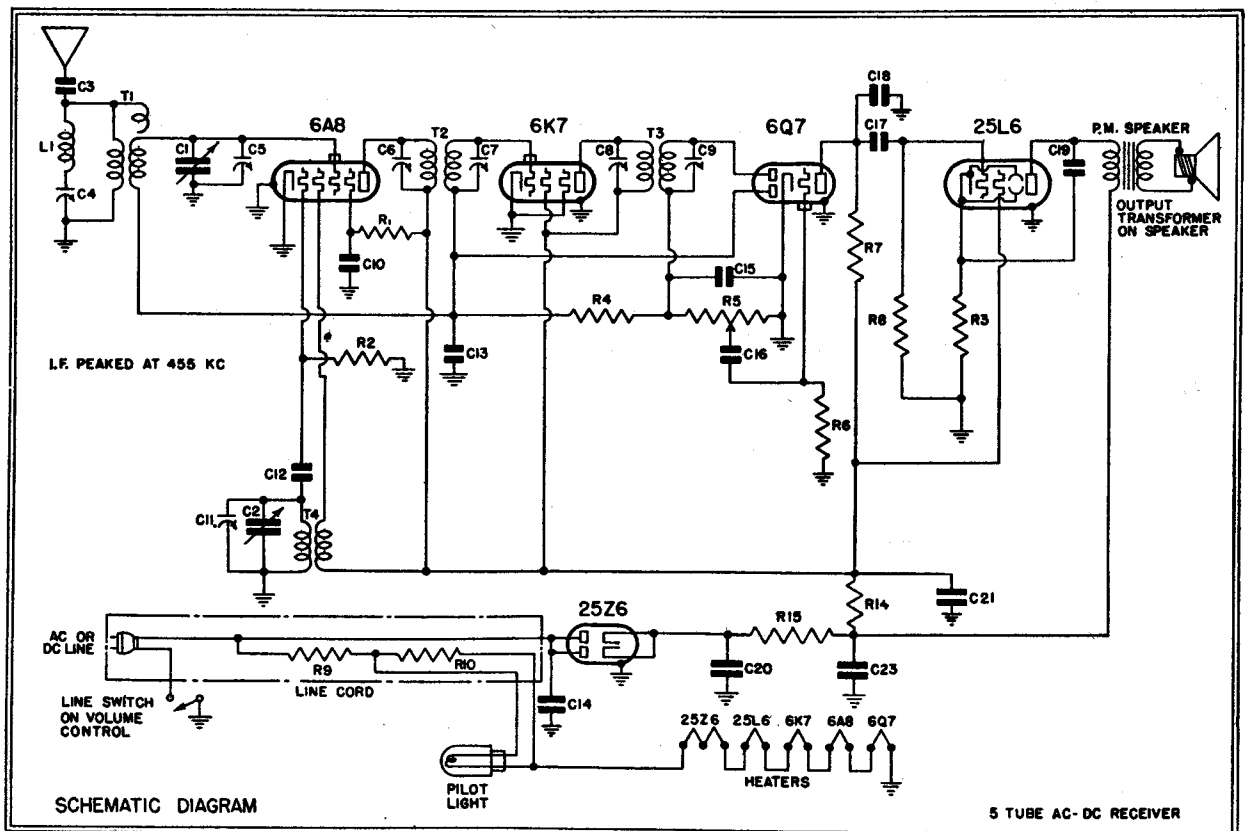 C3
T1
L1
C4
C1
C5
6A8
C6
T2
C7
6K7
C8
T3
C9
6Q7
C18
C17
25L6
C19
P.M. SPEAKER
OUTPUT
TRANSFORMER
ON SPEAKER
R1
C10
R7
C15
R4
R5
R8
R3
C16
C13
R2
I.F. PEAKED AT 455 KC
R6
C12
C11
C2
T4
R14
C21
25Z6
R15
AC OR
DC LINE
R9
R10
LINE CORD
C20
C23
LINE SWITCH
ON VOLUME
CONTROL
C14
25Z6 25L6 6K7 6A8 6Q7
HEATERS
PILOT
LIGHT
SCHEMATIC DIAGRAM
5 TUBE AC-DC RECEIVER